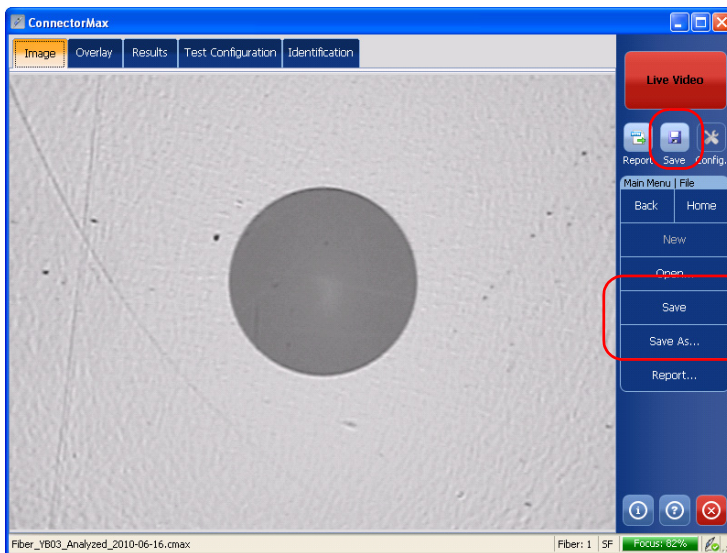 ConnectorMax
Image Overlay Results Test Configuration Identification
Live Video
Report Save Config.
Main Menu | File
Back Home
New
Open...
Save
Save As...
Report...
Fiber_YB03_Analyzed_2010-06-16.cmax Fiber: 1 SF Focus: 82%